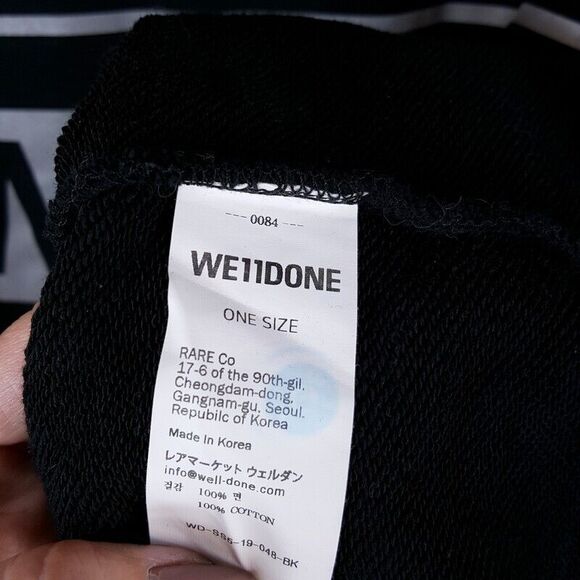 --- 0084 ---
WE11DONE
ONE SIZE
RARE Co
17-6 of the 90th-gil.
Cheongdam-dong,
Gangnam-gu, Seoul.
Republic of Korea
Made In Korea
レアマーケット ウェルダン
info@well-done.com
겉감 100% 면
100% COTTON
WD-SS6-19-048-BK